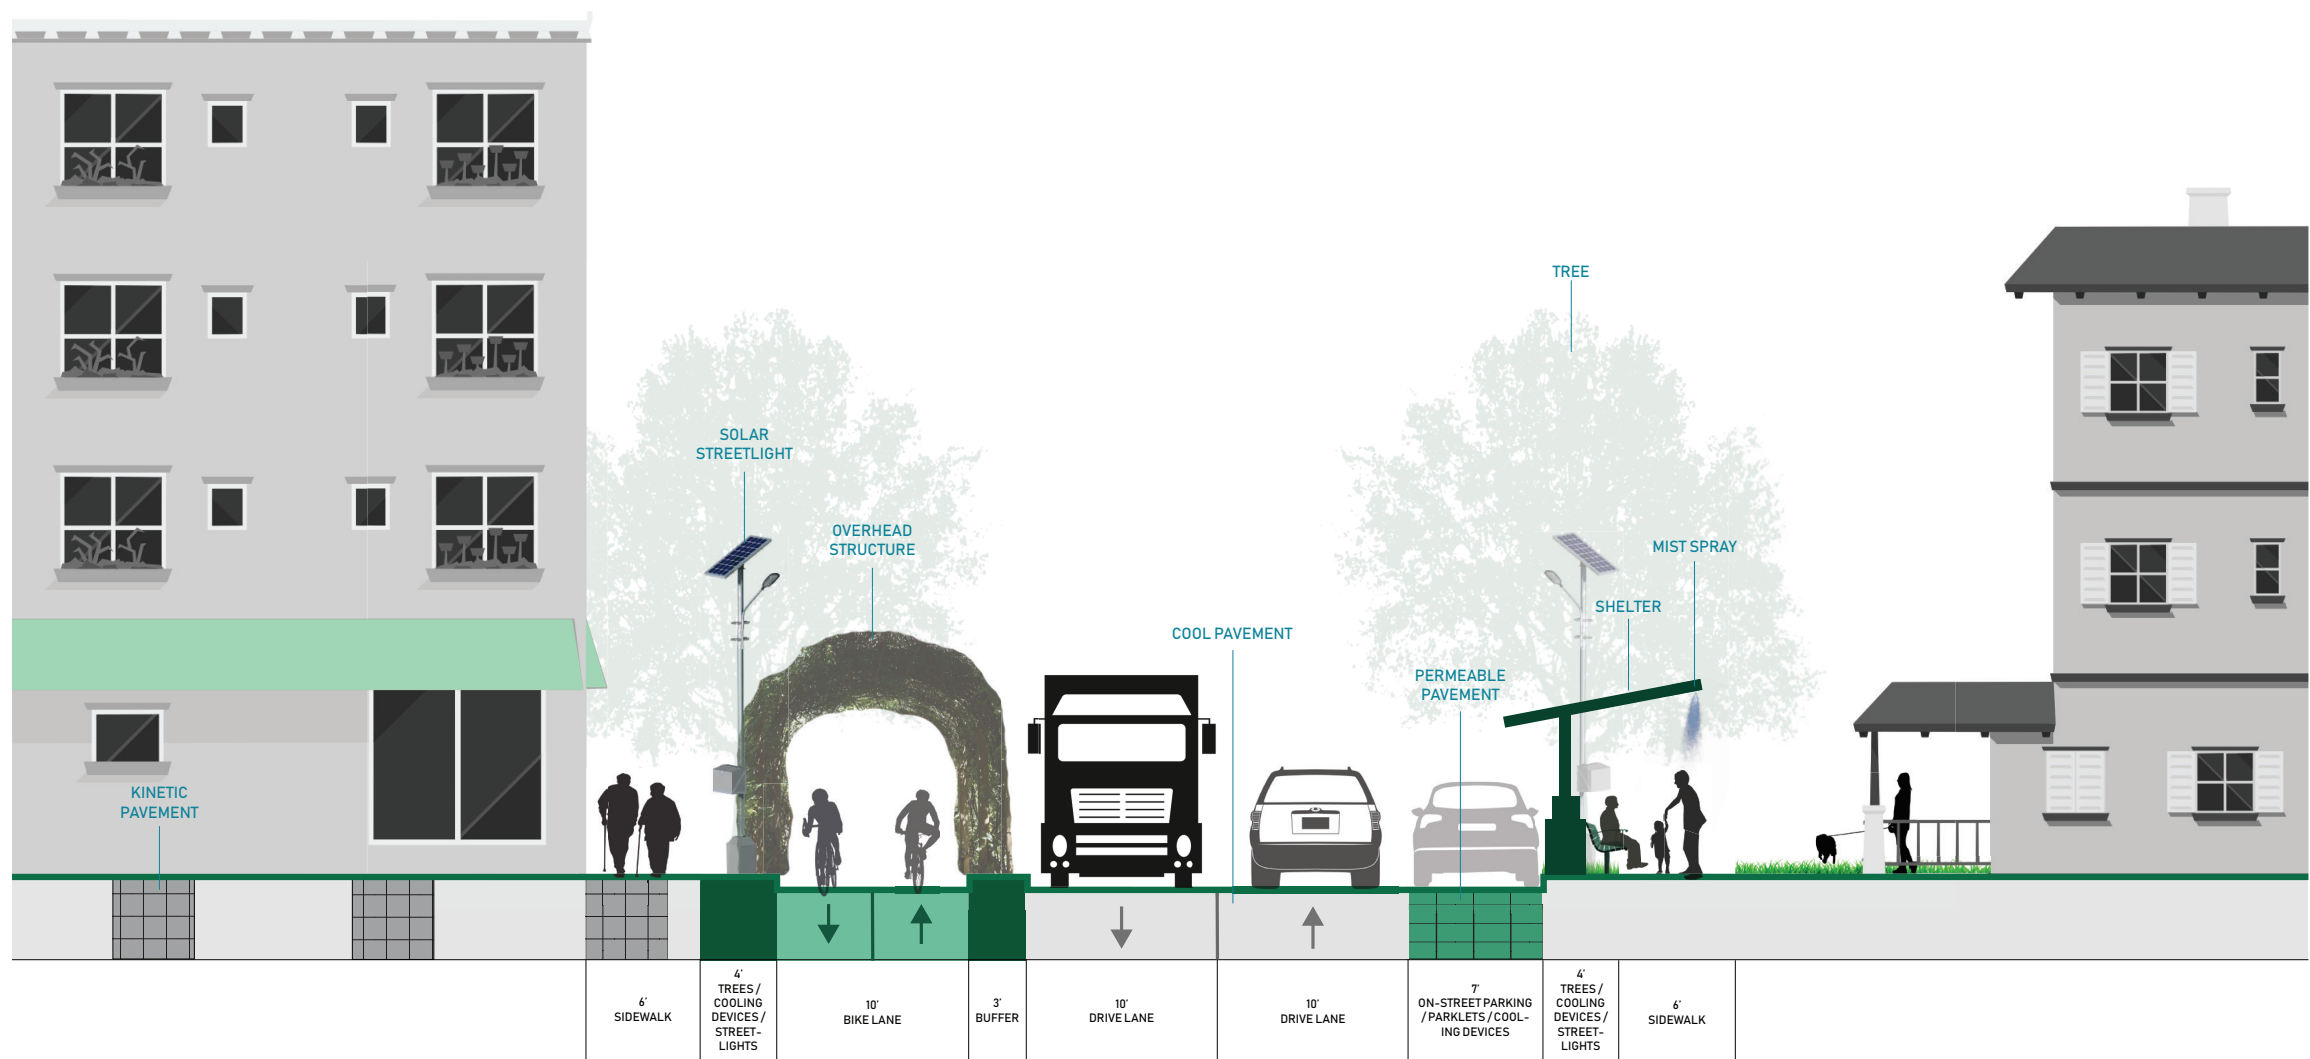 TREE
SOLAR
STREETLIGHT
OVERHEAD
STRUCTURE
MIST SPRAY
SHELTER
COOL PAVEMENT
PERMEABLE
PAVEMENT
KINETIC
PAVEMENT
6'
SIDEWALK
4'
TREES /
COOLING
DEVICES /
STREET-
LIGHTS
10'
BIKE LANE
3'
BUFFER
10'
DRIVE LANE
10'
DRIVE LANE
7'
ON-STREET PARKING
/ PARKLETS / COOL-
ING DEVICES
4'
TREES /
COOLING
DEVICES /
STREET-
LIGHTS
6'
SIDEWALK